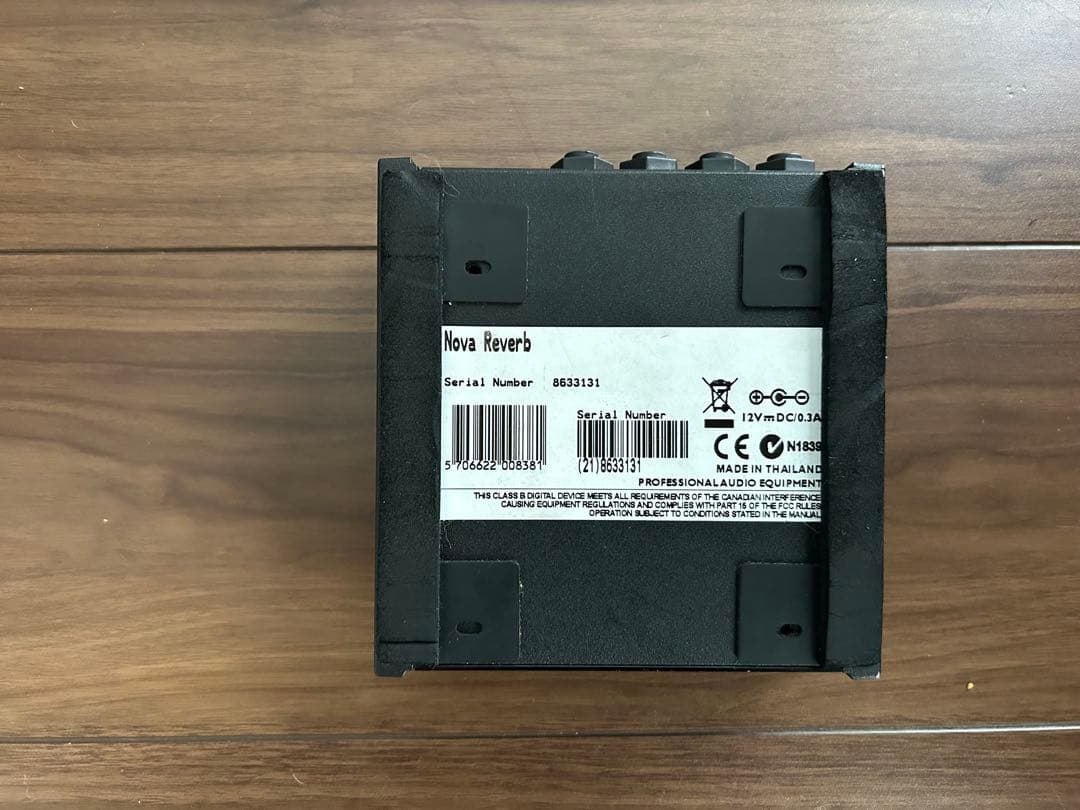 Nova Reverb
Serial Number 8633131
Serial Number
5 706622 008381
(21)8633131
12V DC/0.3A
CE N1839
MADE IN THAILAND
PROFESSIONAL AUDIO EQUIPMENT
THIS CLASS B DIGITAL DEVICE MEETS ALL REQUIREMENTS OF THE CANADIAN INTERFERENCE
CAUSING EQUIPMENT REGULATIONS AND COMPLIES WITH PART 15 OF THE FCC RULES
OPERATION SUBJECT TO CONDITIONS STATED IN THE MANUAL